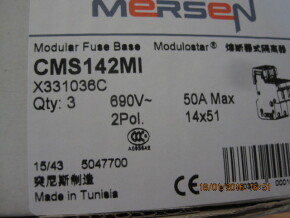 MERSEN
Modular Fuse Base Modulostar® 熔断器式隔离器
CMS142MI
X331036C
Qty: 3 690V~ 50A Max
2Pol. 14x51
15/43 5047700
突尼斯制造
Made in Tunisia
CE